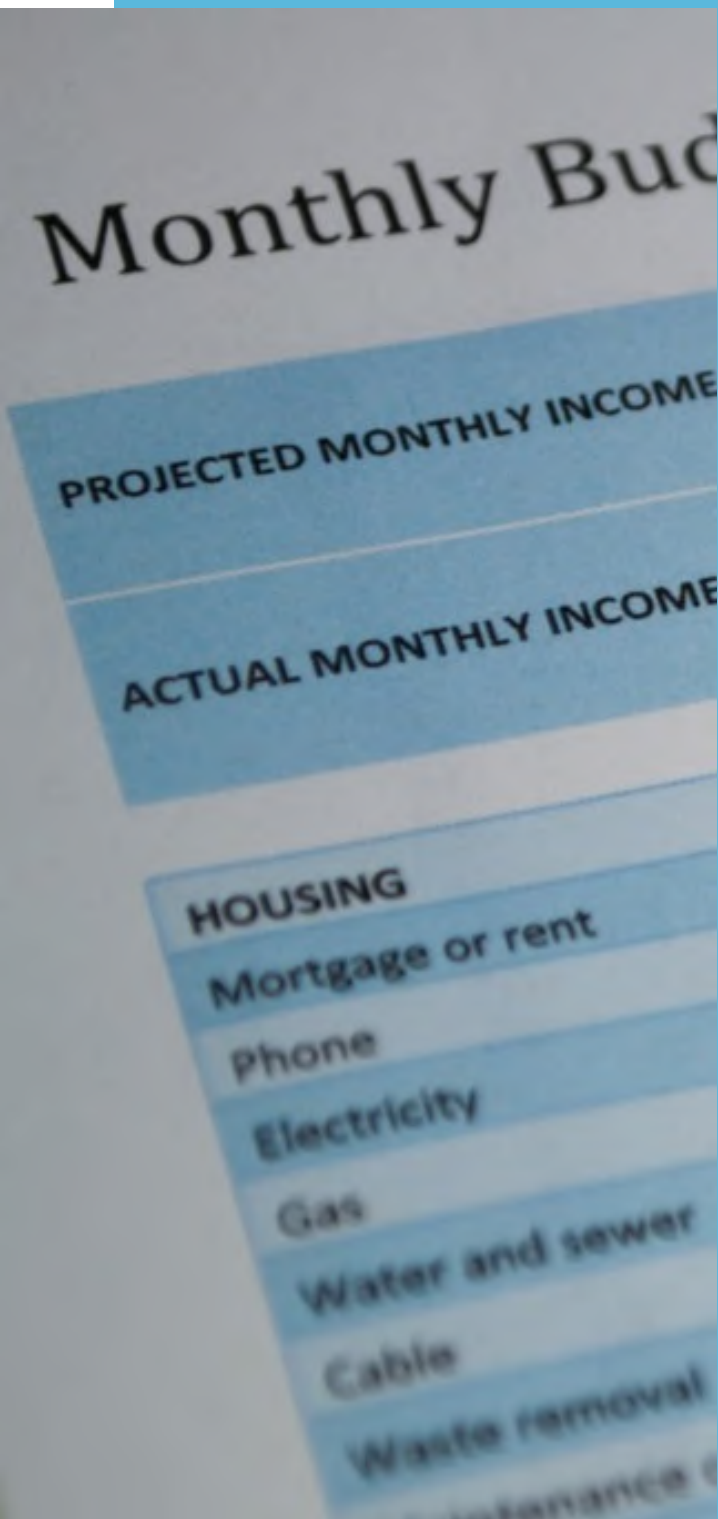 Monthly Bud
PROJECTED MONTHLY INCOME
ACTUAL MONTHLY INCOME
HOUSING
Mortgage or rent
Phone
Electricity
Gas
Water and sewer
Cable
Waste removal